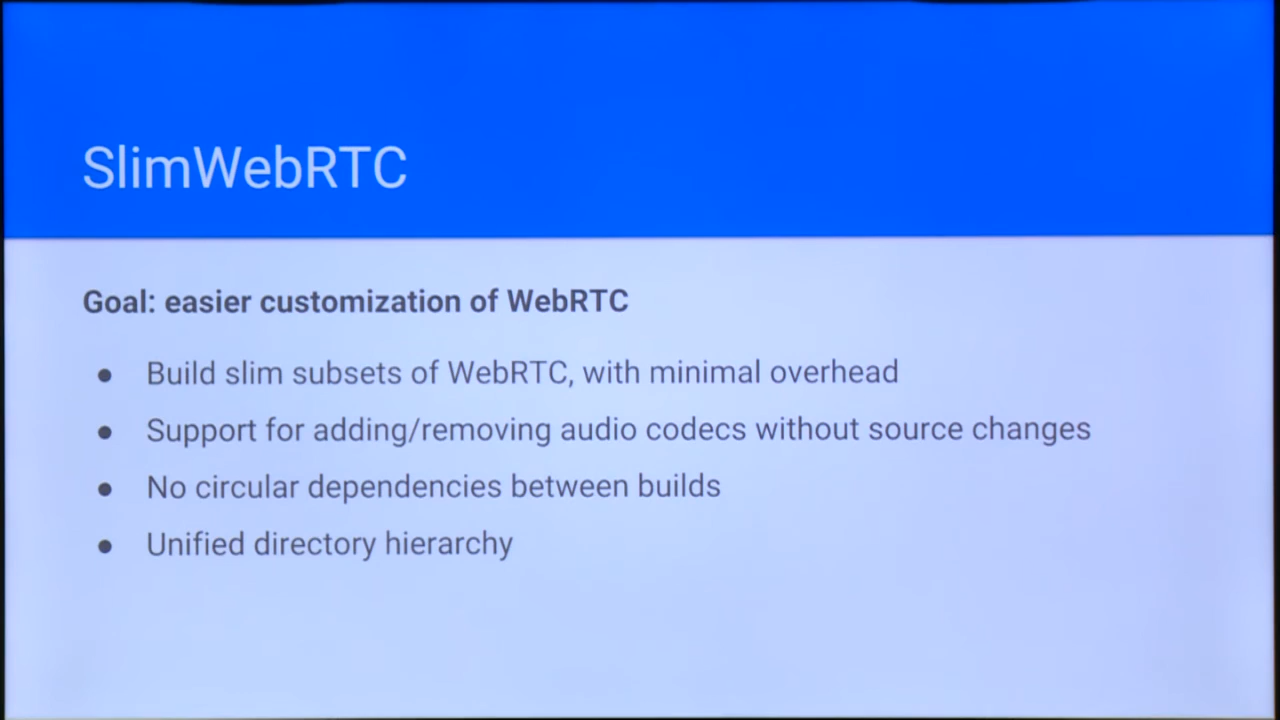 SlimWebRTC
Goal: easier customization of WebRTC
● Build slim subsets of WebRTC, with minimal overhead
● Support for adding/removing audio codecs without source changes
● No circular dependencies between builds
● Unified directory hierarchy